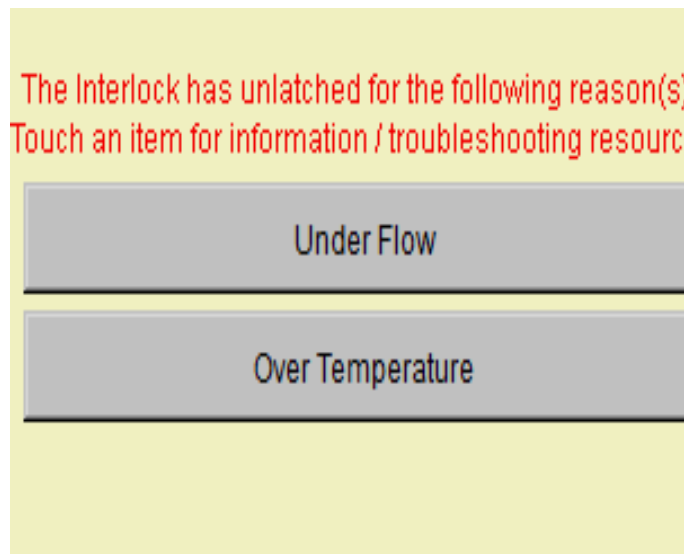 The Interlock has unlatched for the following reason(s)
Touch an item for information / troubleshooting resourc
Under Flow
Over Temperature